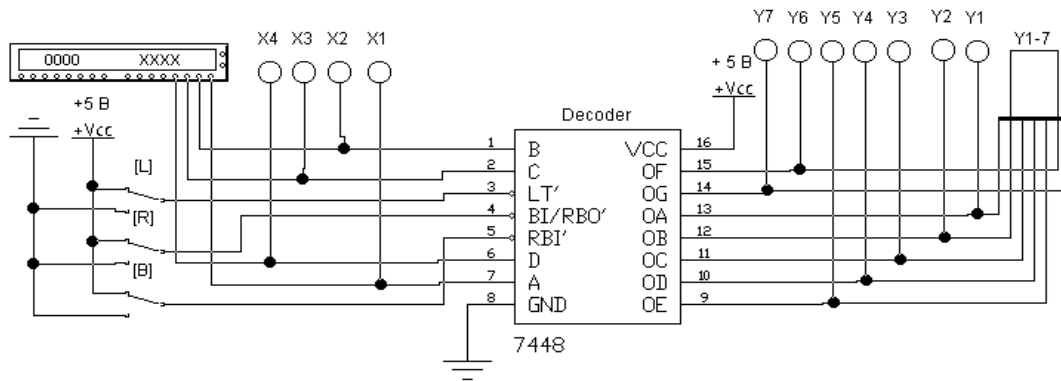 Y7 Y6 Y5 Y4 Y3 Y2 Y1
X4 X3 X2 X1
Y1-7
0000 XXXX
+5 В
+Vcc
+ 5 В
+Vcc
Decoder
[L]
[R]
[B]
1 B VCC 16
2 C OF 15
3 LT' OG 14
4 BI/RBO' OA 13
5 RBI' OB 12
6 D OC 11
7 A OD 10
8 GND OE 9
7448